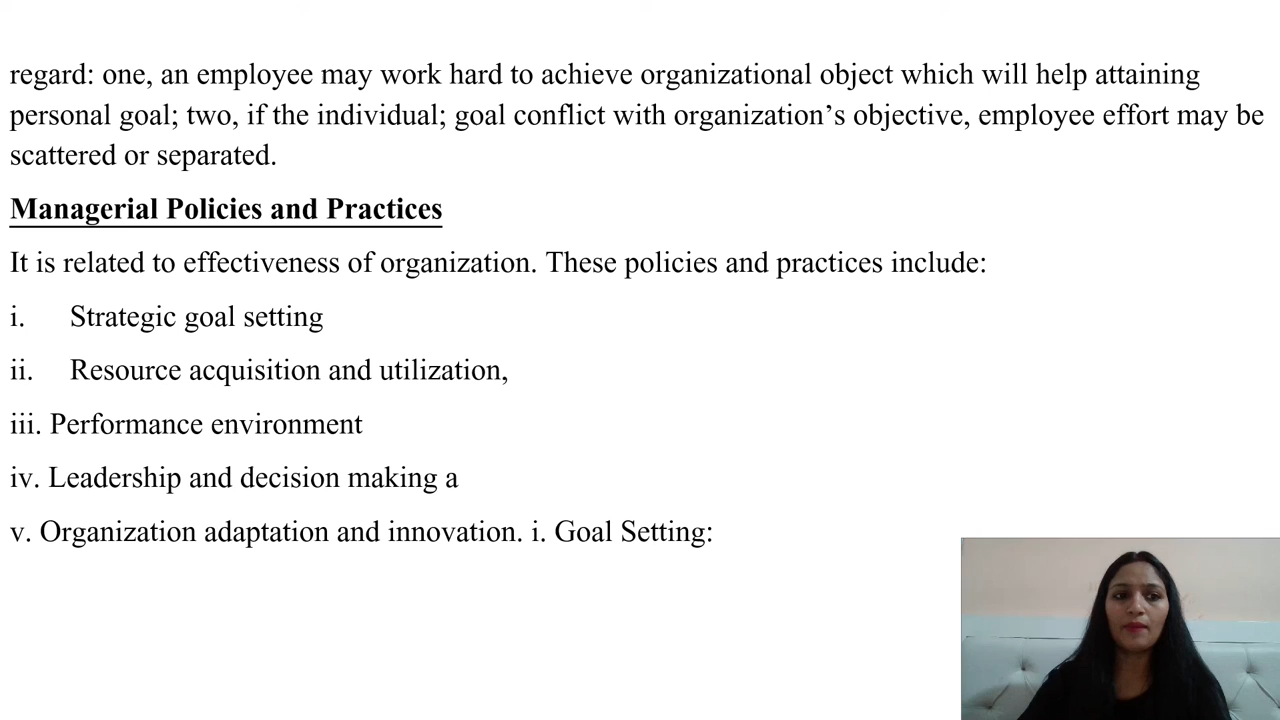 regard: one, an employee may work hard to achieve organizational object which will help attaining
personal goal; two, if the individual; goal conflict with organization’s objective, employee effort may be
scattered or separated.
Managerial Policies and Practices
It is related to effectiveness of organization. These policies and practices include:
i. Strategic goal setting
ii. Resource acquisition and utilization,
iii. Performance environment
iv. Leadership and decision making a
v. Organization adaptation and innovation. i. Goal Setting: